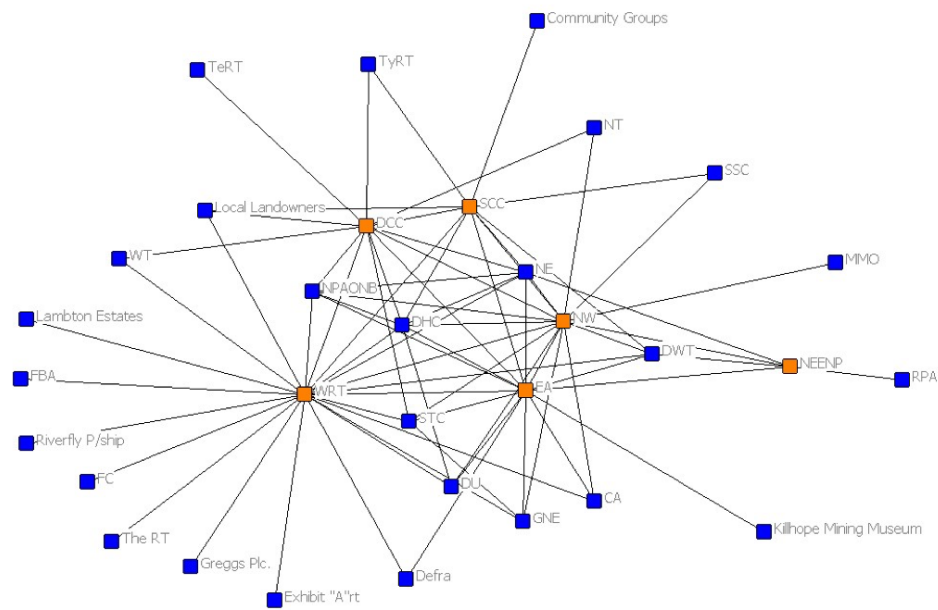 Community Groups
TeRT
TyRT
NT
SSC
Local Landowners
SCC
DCC
WT
NE
MMO
NPAONB
Lambton Estates
DHC
NW
DWT
NEENP
FBA
RPA
WRT
EA
STC
Riverfly P/ship
FC
DU
CA
GNE
The RT
Killhope Mining Museum
Greggs Plc.
Defra
Exhibit "A"rt